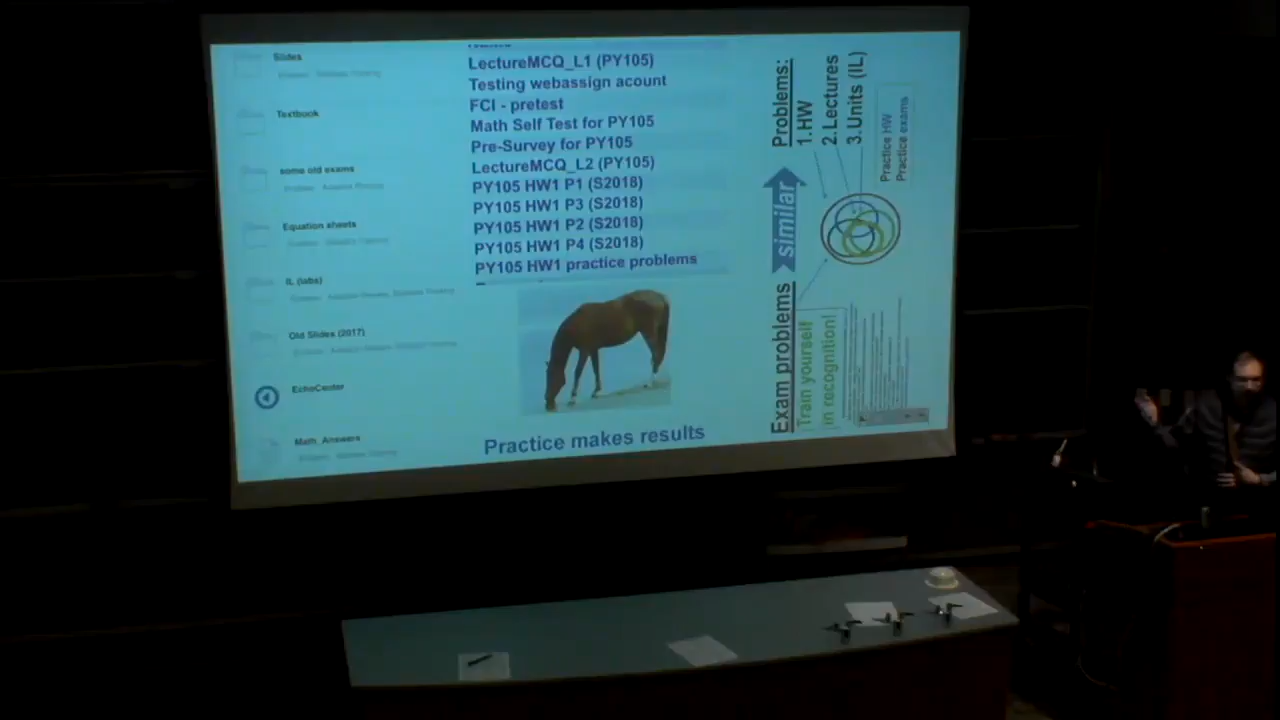 Slides
Textbook
some old exams
Equation sheets
IL (labs)
Old Slides (2017)
EchoCenter
Math_Answers
LectureMCQ_L1 (PY105)
Testing webassign acount
FCI - pretest
Math Self Test for PY105
Pre-Survey for PY105
LectureMCQ_L2 (PY105)
PY105 HW1 P1 (S2018)
PY105 HW1 P3 (S2018)
PY105 HW1 P2 (S2018)
PY105 HW1 P4 (S2018)
PY105 HW1 practice problems
Practice makes results
Exam problems
similar
Problems:
1.HW
2.Lectures
3.Units (IL)
Practice HW
Practice exams
Train yourself
in recognition!